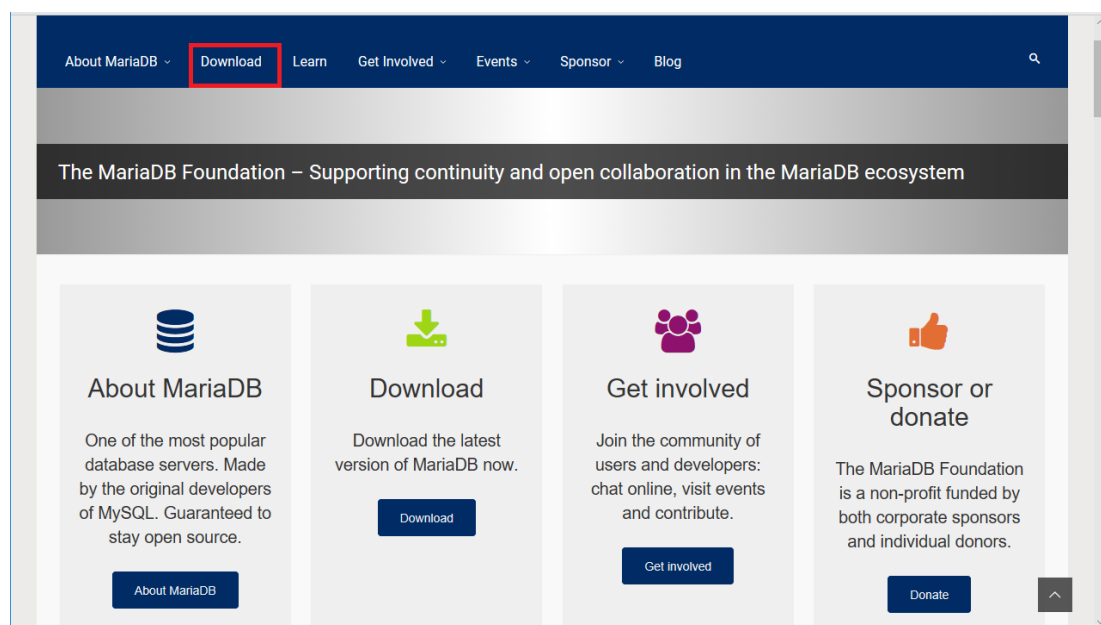 About MariaDB
Download
Learn
Get Involved
Events
Sponsor
Blog
The MariaDB Foundation – Supporting continuity and open collaboration in the MariaDB ecosystem
About MariaDB
One of the most popular
database servers. Made
by the original developers
of MySQL. Guaranteed to
stay open source.
About MariaDB
Download
Download the latest
version of MariaDB now.
Download
Get involved
Join the community of
users and developers:
chat online, visit events
and contribute.
Get involved
Sponsor or
donate
The MariaDB Foundation
is a non-profit funded by
both corporate sponsors
and individual donors.
Donate